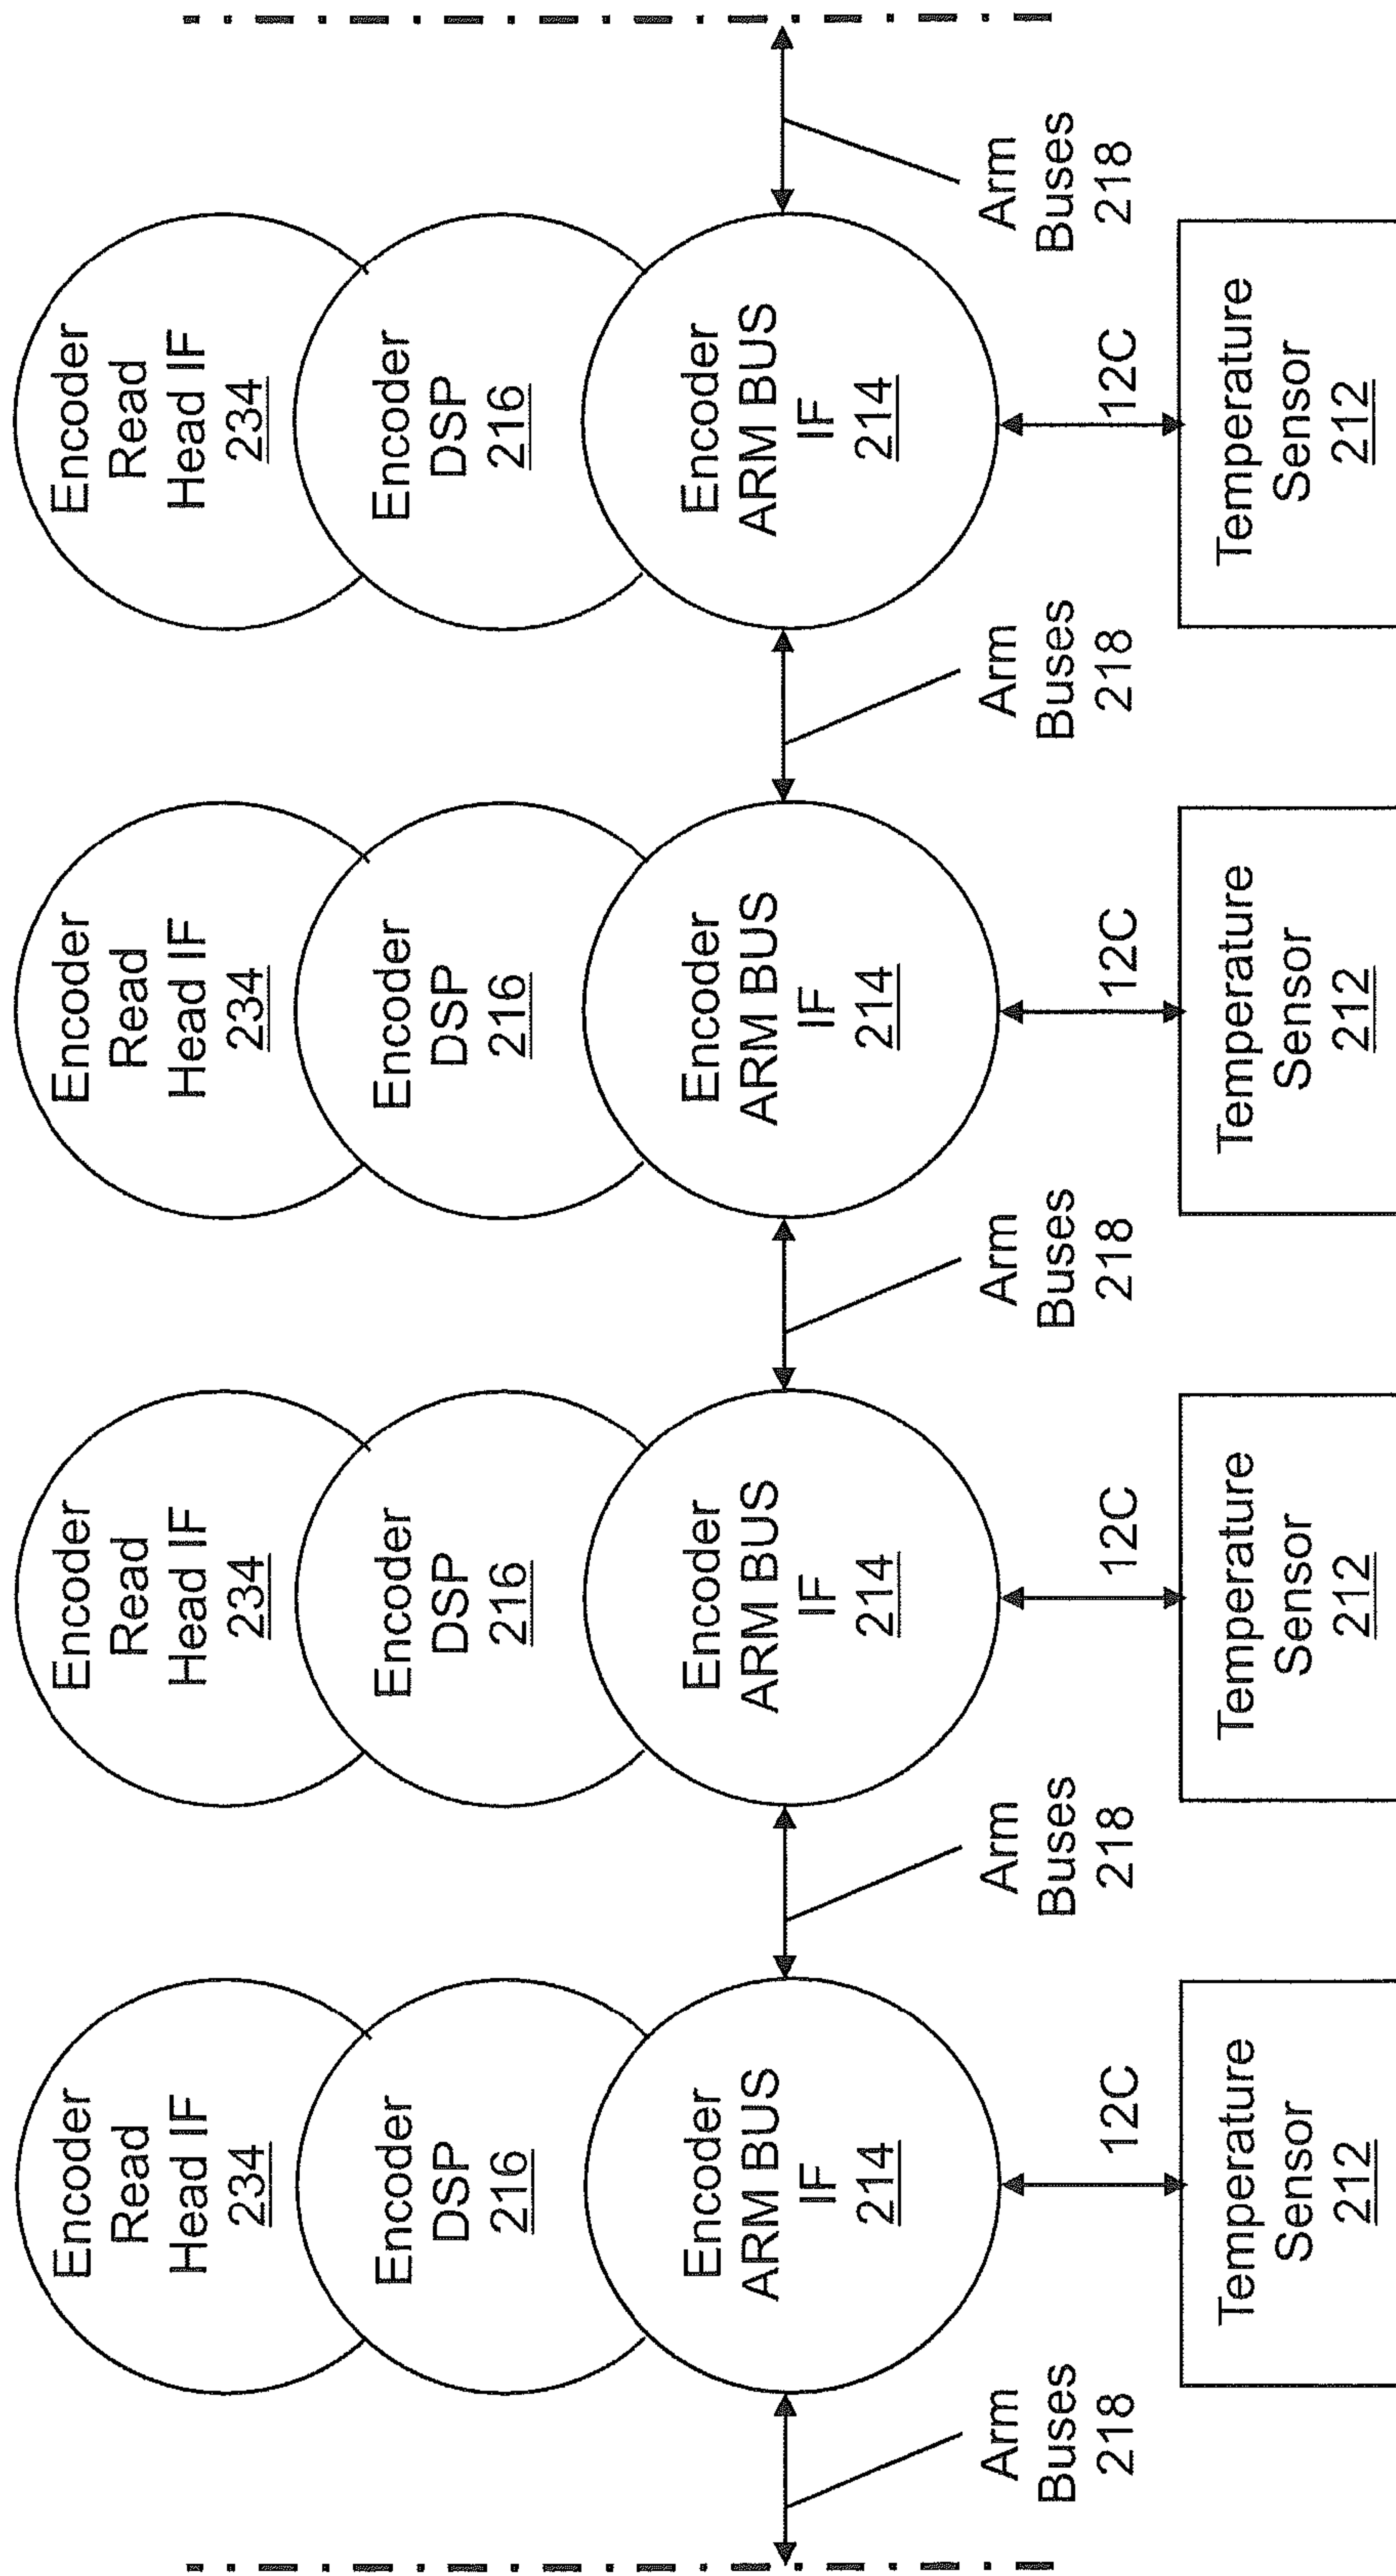 Encoder
Read
Head IF
234
Encoder
Read
Head IF
234
Encoder
Read
Head IF
234
Encoder
Read
Head IF
234
Encoder
DSP
216
Encoder
DSP
216
Encoder
DSP
216
Encoder
DSP
216
Encoder
ARM BUS
IF
214
Encoder
ARM BUS
IF
214
Encoder
ARM BUS
IF
214
Encoder
ARM BUS
IF
214
Arm
Buses
218
Arm
Buses
218
Arm
Buses
218
Arm
Buses
218
Arm
Buses
218
12C
12C
12C
12C
Temperature
Sensor
212
Temperature
Sensor
212
Temperature
Sensor
212
Temperature
Sensor
212